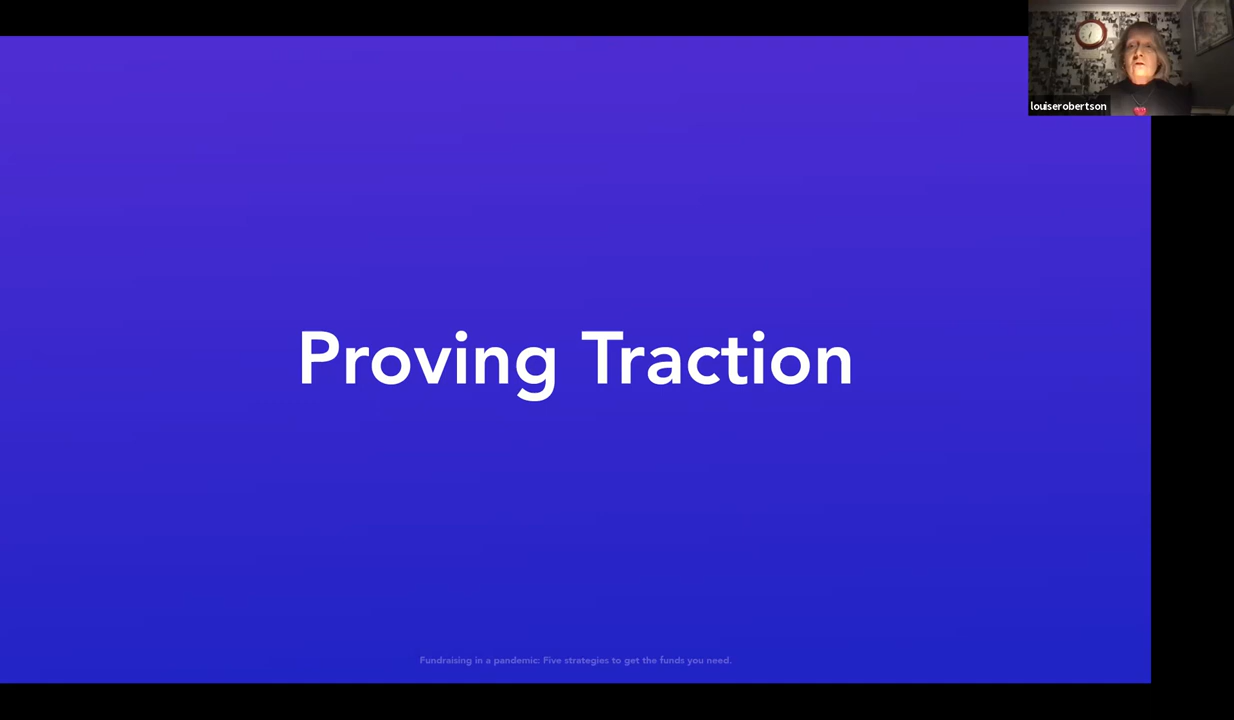 louiserobertson
Proving Traction
Fundraising in a pandemic: Five strategies to get the funds you need.